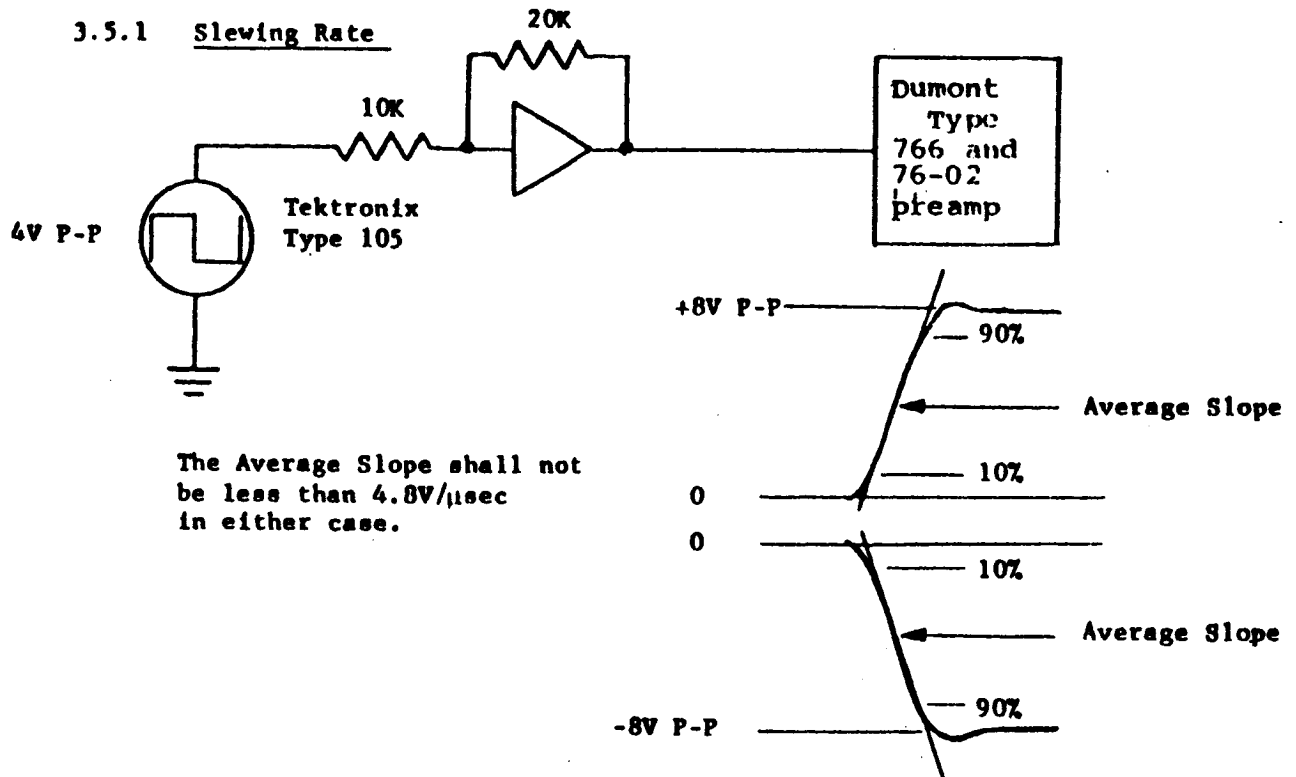 3.5.1 Slewing Rate
20K
10K
Dumont
Type
766 and
76-02
preamp
4V P-P
Tektronix
Type 105
+8V P-P
90%
Average Slope
10%
0
The Average Slope shall not
be less than 4.8V/μsec
in either case.
0
10%
Average Slope
90%
-8V P-P